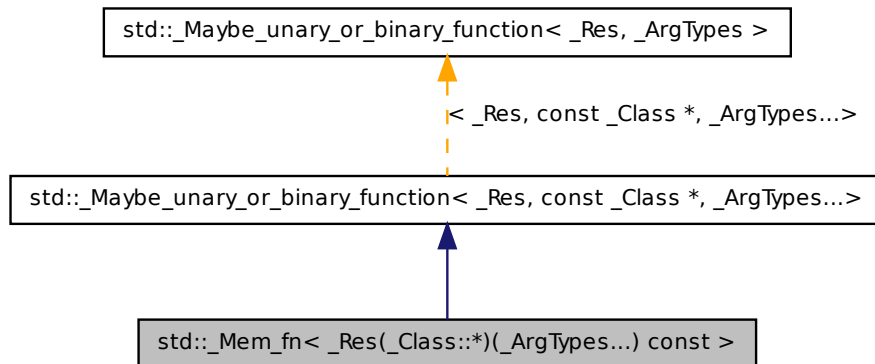 std::_Maybe_unary_or_binary_function< _Res, _ArgTypes >
< _Res, const _Class *, _ArgTypes...>
std::_Maybe_unary_or_binary_function< _Res, const _Class *, _ArgTypes...>
std::_Mem_fn< _Res(_Class::*)(_ArgTypes...) const >